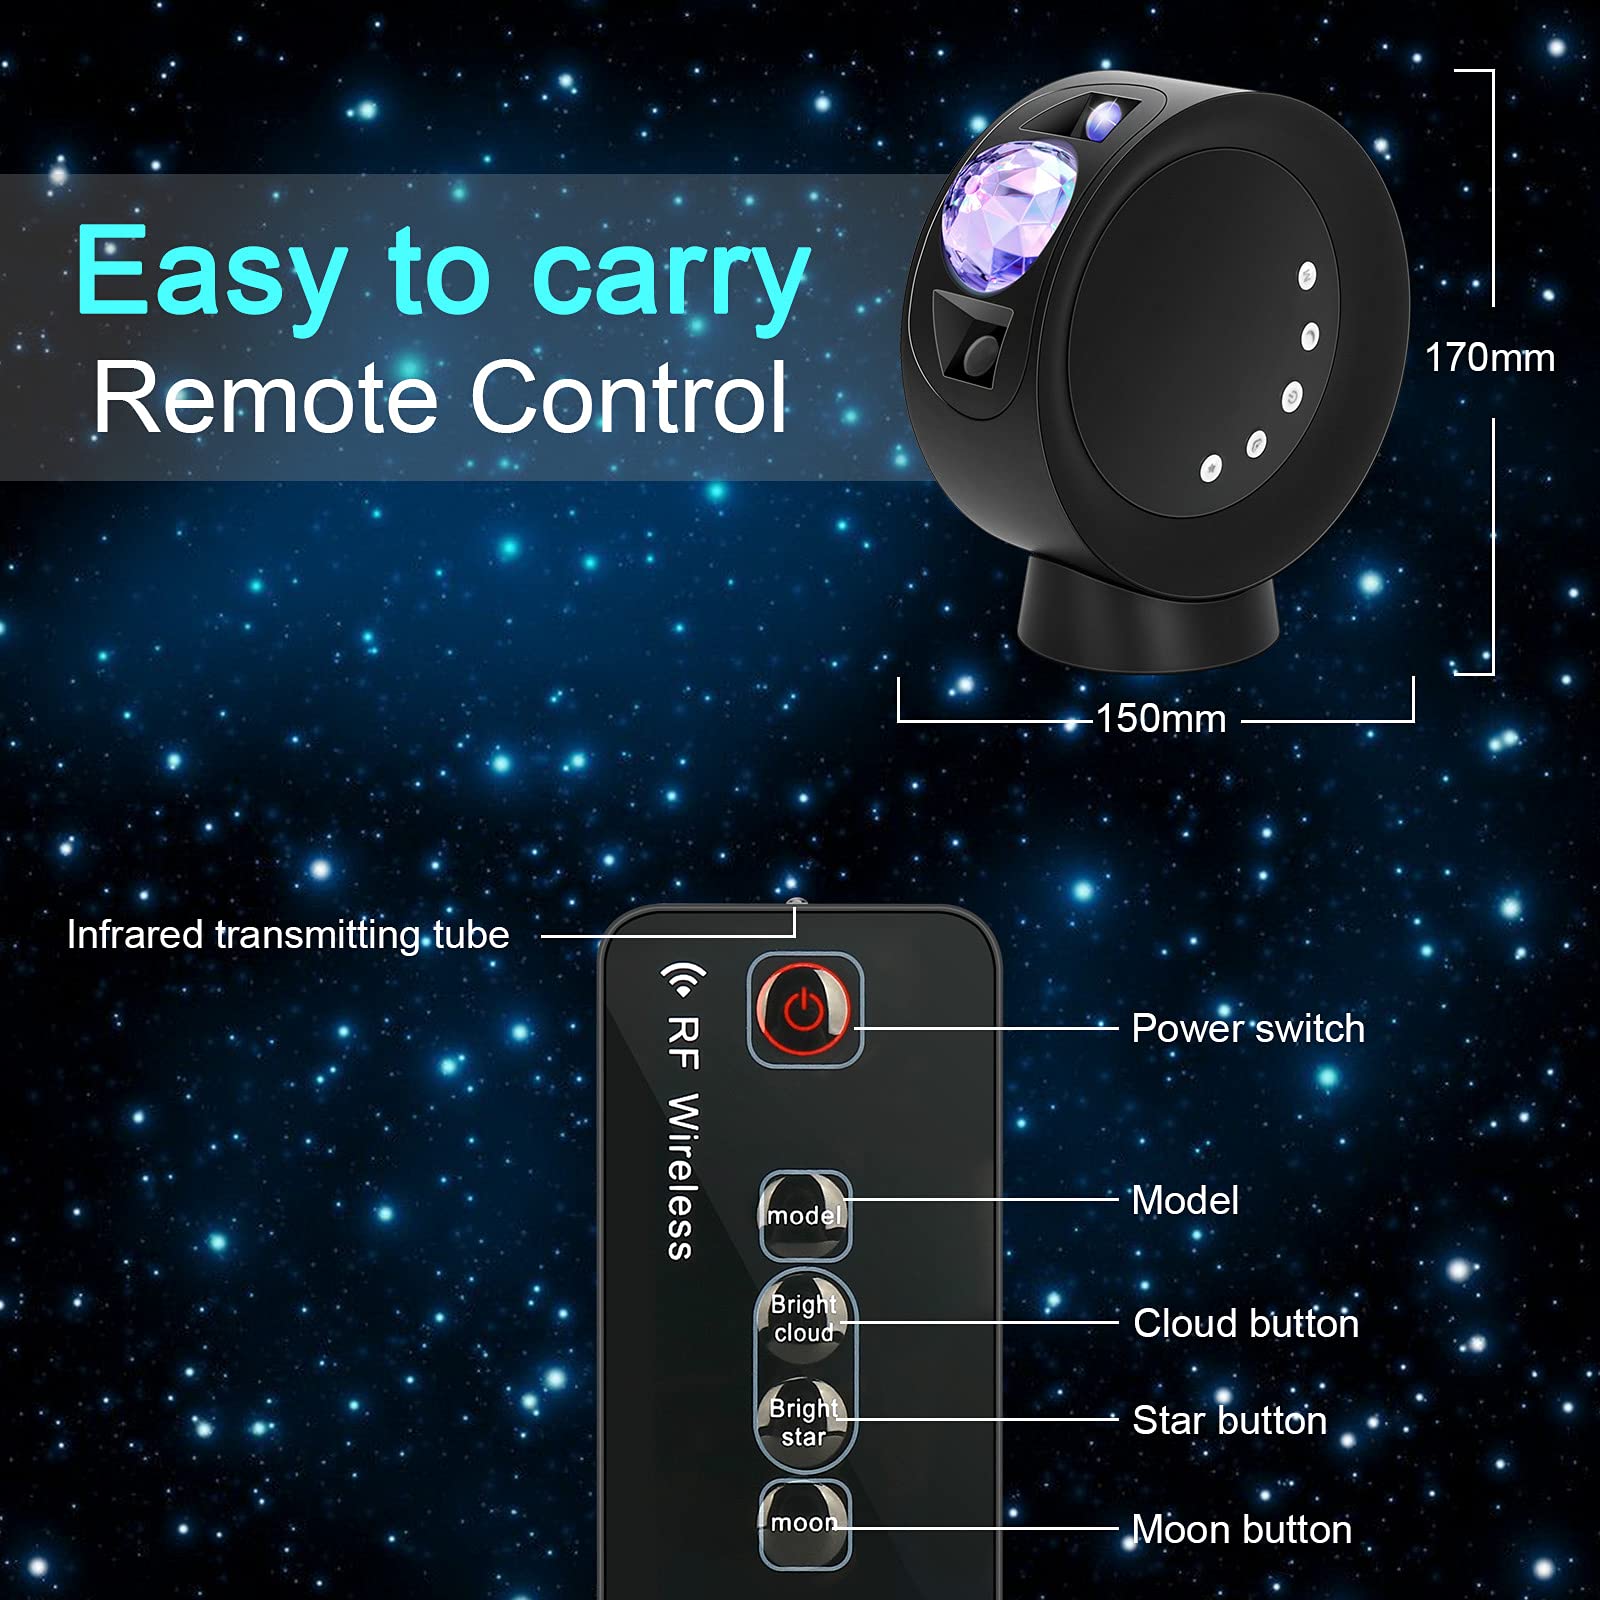 Easy to carry
Remote Control
170mm
150mm
Infrared transmitting tube
RF Wireless
Power switch
model
Model
Bright
cloud
Cloud button
Bright
star
Star button
moon
Moon button